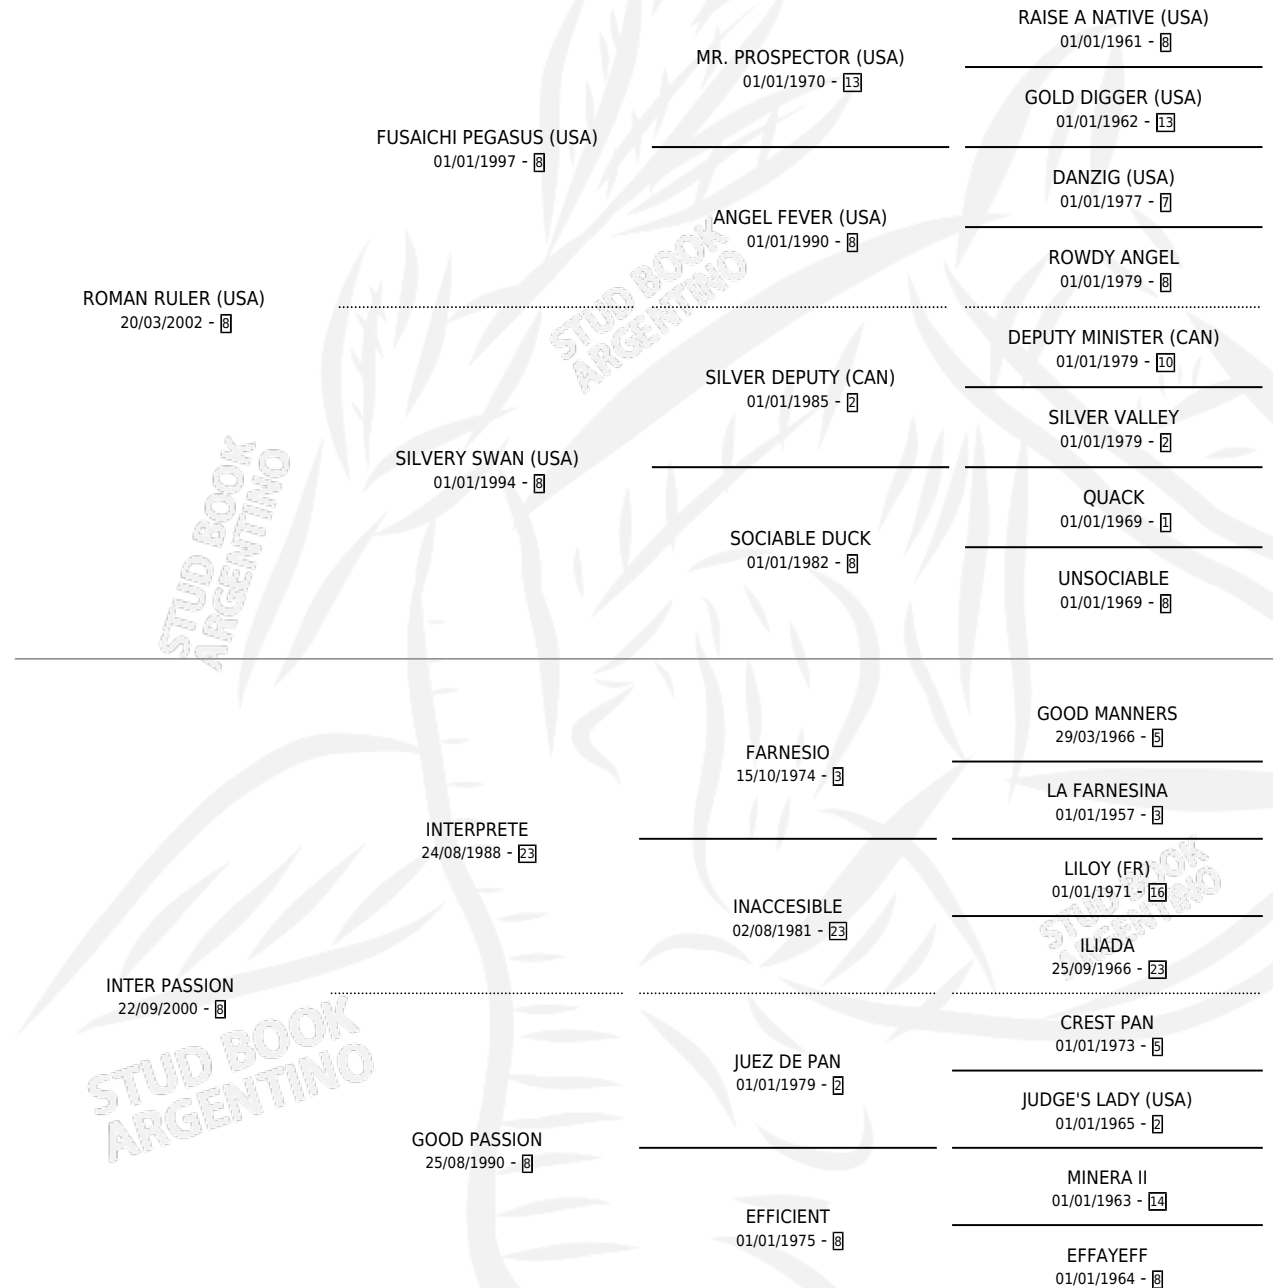 RAISE A NATIVE (USA)
01/01/1961 - 8
MR. PROSPECTOR (USA)
01/01/1970 - 13
GOLD DIGGER (USA)
01/01/1962 - 13
FUSAICHI PEGASUS (USA)
01/01/1997 - 8
DANZIG (USA)
01/01/1977 - 7
ANGEL FEVER (USA)
01/01/1990 - 8
ROWDY ANGEL
01/01/1979 - 8
ROMAN RULER (USA)
20/03/2002 - 8
STUD BOOK
ARGENTINO
DEPUTY MINISTER (CAN)
01/01/1979 - 10
SILVER DEPUTY (CAN)
01/01/1985 - 2
SILVER VALLEY
01/01/1979 - 2
SILVERY SWAN (USA)
01/01/1994 - 8
QUACK
01/01/1969 - 1
SOCIABLE DUCK
01/01/1982 - 8
UNSOCIABLE
01/01/1969 - 8
STUD BOOK
ARGENTINO
GOOD MANNERS
29/03/1966 - 5
FARNESIO
15/10/1974 - 3
LA FARNESINA
01/01/1957 - 3
INTERPRETE
24/08/1988 - 23
LILOY (FR)
01/01/1971 - 16
INACCESIBLE
02/08/1981 - 23
STUD BOOK
ARGENTINO
ILIADA
25/09/1966 - 23
INTER PASSION
22/09/2000 - 8
STUD BOOK
ARGENTINO
CREST PAN
01/01/1973 - 5
JUEZ DE PAN
01/01/1979 - 2
JUDGE'S LADY (USA)
01/01/1965 - 2
GOOD PASSION
25/08/1990 - 8
MINERA II
01/01/1963 - 14
EFFICIENT
01/01/1975 - 8
EFFAYEFF
01/01/1964 - 8